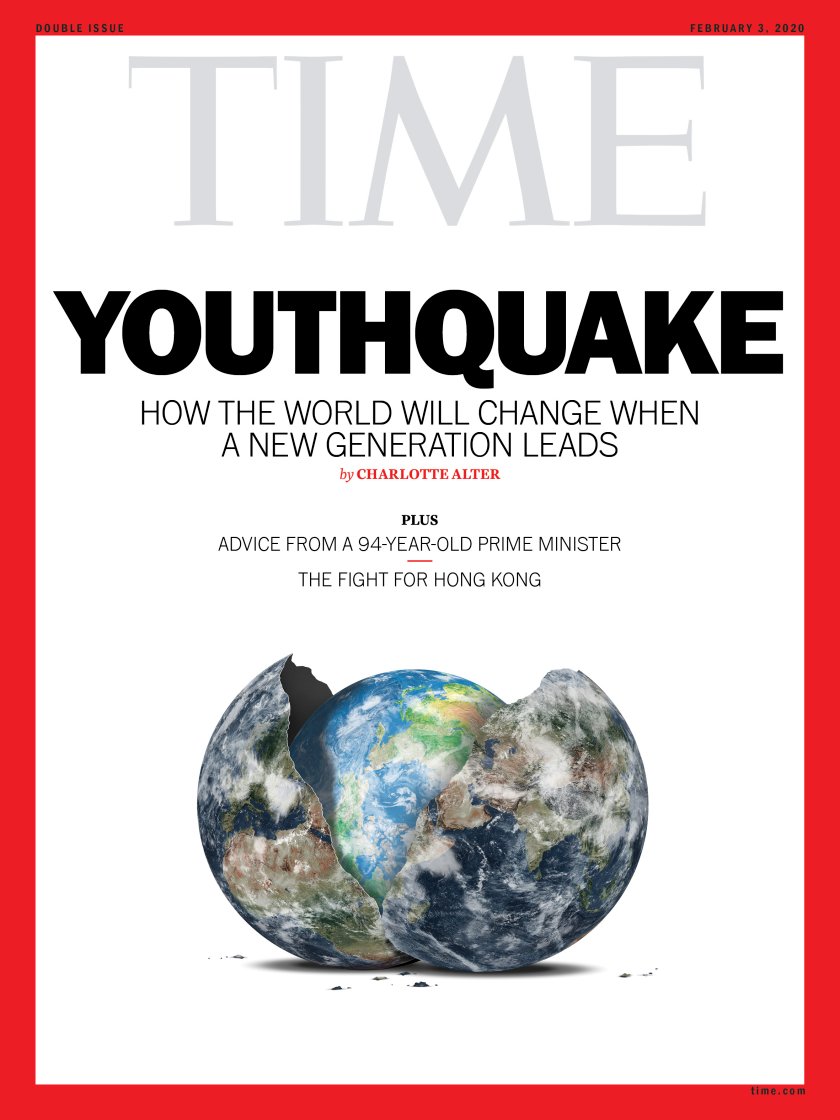 DOUBLE ISSUE
FEBRUARY 3, 2020
TIME
YOUTHQUAKE
HOW THE WORLD WILL CHANGE WHEN
A NEW GENERATION LEADS
by CHARLOTTE ALTER
PLUS
ADVICE FROM A 94-YEAR-OLD PRIME MINISTER
THE FIGHT FOR HONG KONG
time.com